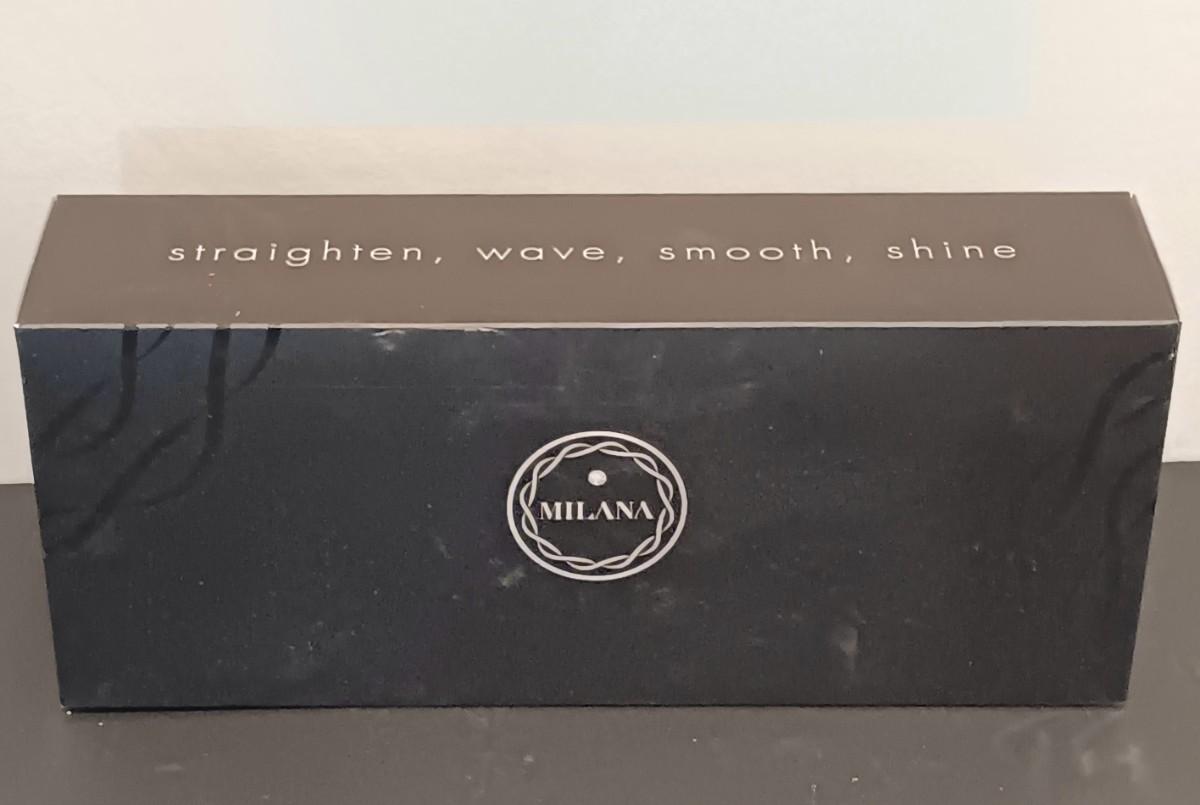 straighten, wave, smooth, shine
MILANA